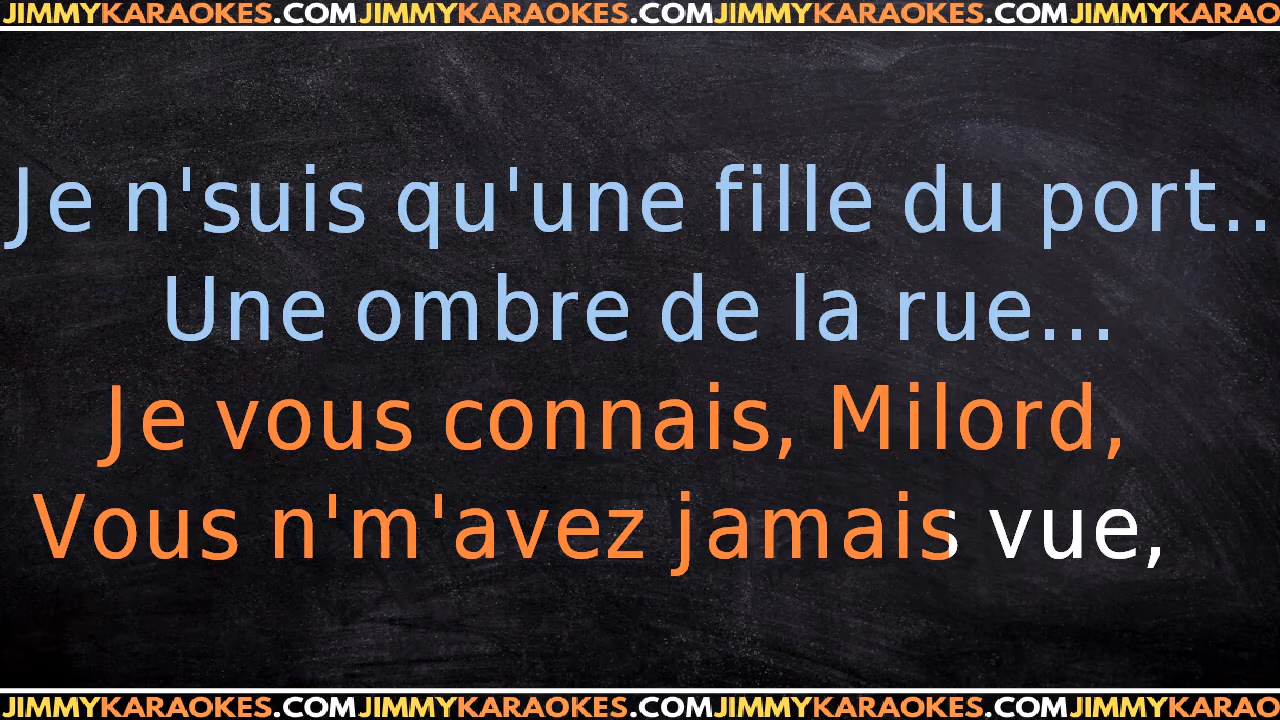 JIMMYKARAOKES.COMJIMMYKARAOKES.COMJIMMYKARAOKES.COMJIMMYKARAO
Je n'suis qu'une fille du port..
Une ombre de la rue...
Je vous connais, Milord,
Vous n'm'avez jamais vue,
JIMMYKARAOKES.COMJIMMYKARAOKES.COMJIMMYKARAOKES.COMJIMMYKARAO